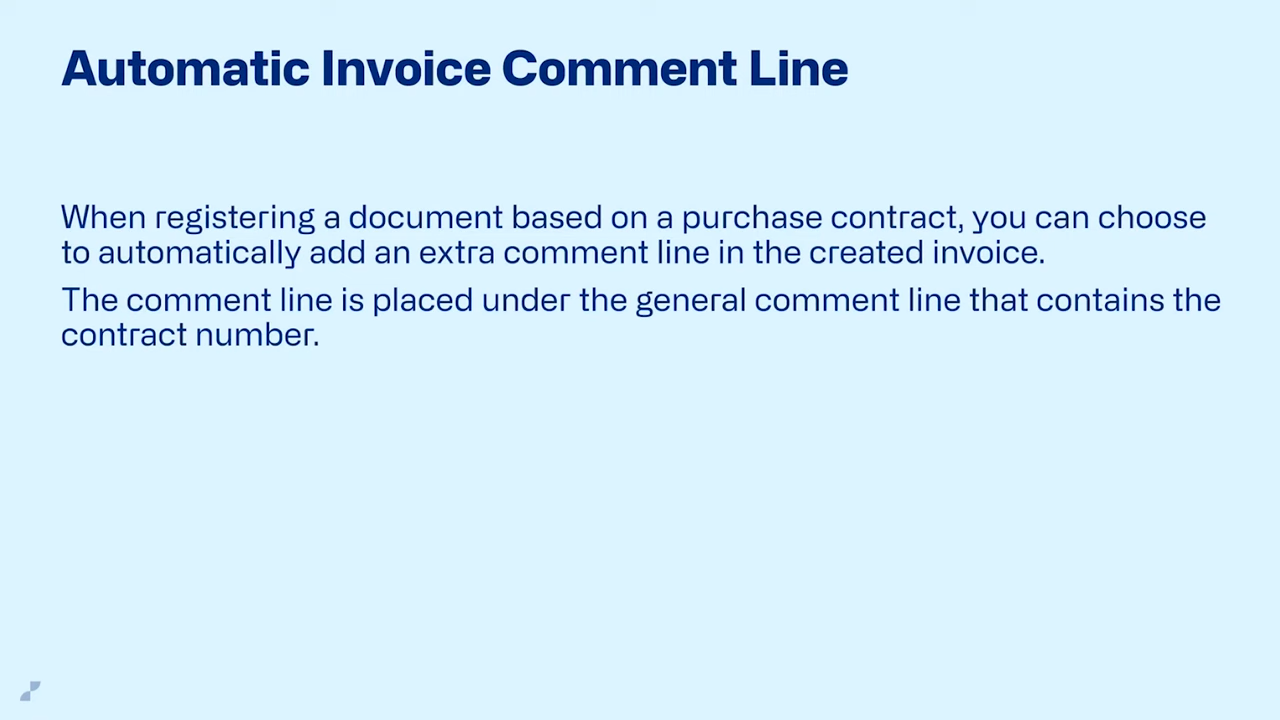 Automatic Invoice Comment Line
When registering a document based on a purchase contract, you can choose
to automatically add an extra comment line in the created invoice.
The comment line is placed under the general comment line that contains the
contract number.